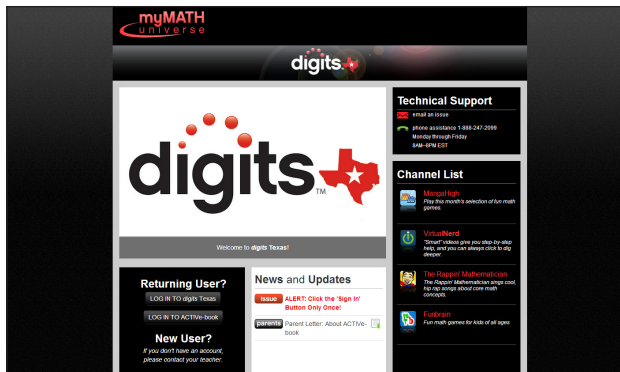 myMATH
universe
digits
digits™
Welcome to digits Texas!
Technical Support
email an issue
phone assistance 1-888-247-2099
Monday through Friday
8AM–8PM EST
Channel List
MangaHigh
Play this month's selection of fun math
games.
VirtualNerd
"Smart" videos give you step-by-step
help, and you can always click to dig
deeper.
The Rappin' Mathematician
The Rappin' Mathematician sings cool,
hip rap songs about core math
concepts.
Funbrain
Fun math games for kids of all ages.
Returning User?
LOG IN TO digits Texas
LOG IN TO ACTIVe-book
New User?
If you don't have an account,
please contact your teacher.
News and Updates
issue ALERT: Click the 'Sign In'
Button Only Once!
parents Parent Letter: About ACTIVe-
book